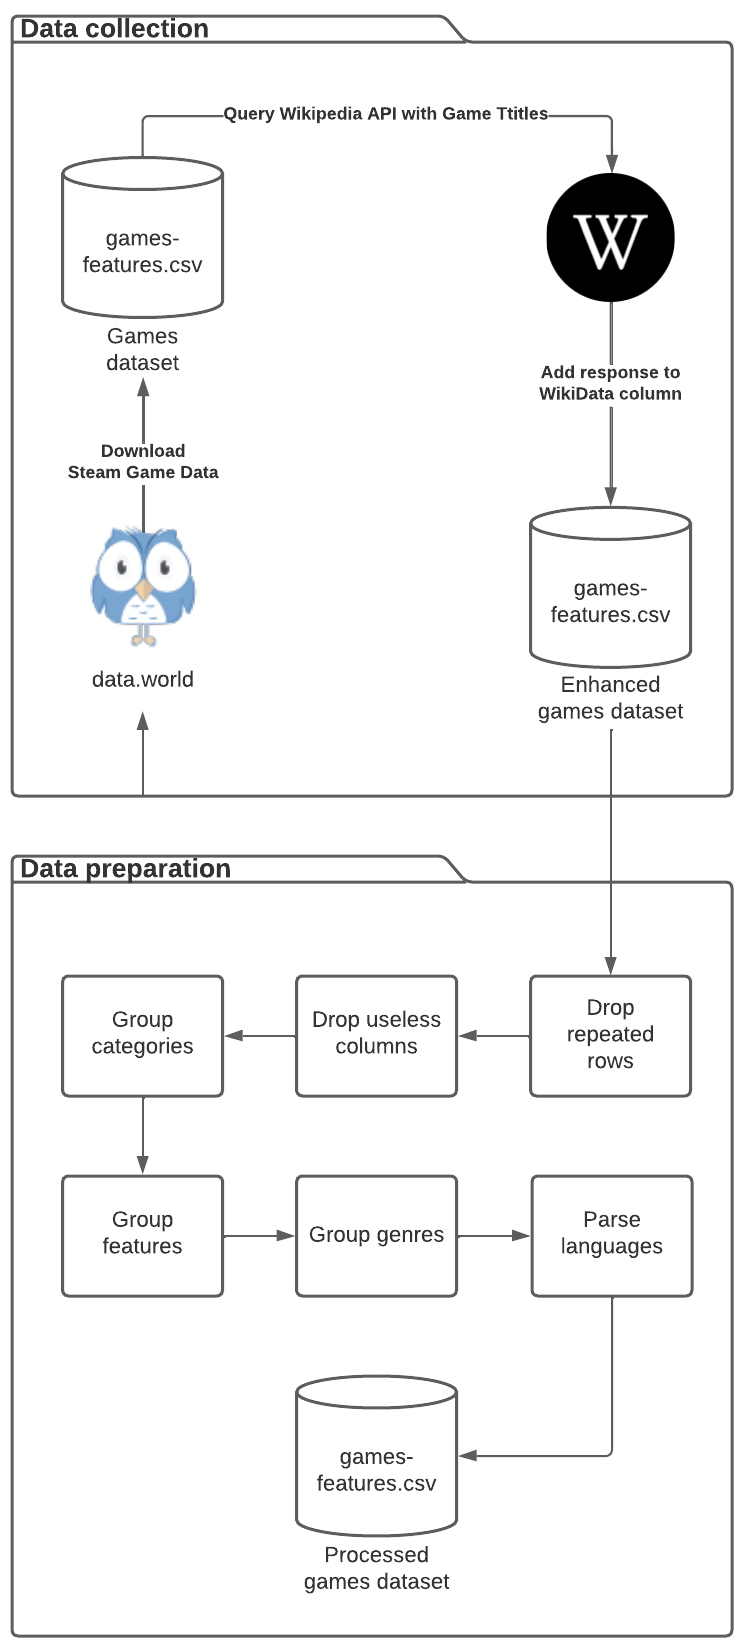 Data collection
Query Wikipedia API with Game Ttitles
games-
features.csv
W
Games
dataset
Add response to
WikiData column
Download
Steam Game Data
games-
features.csv
data.world
Enhanced
games dataset
Data preparation
Group
categories
Drop useless
columns
Drop
repeated
rows
Group
features
Group genres
Parse
languages
games-
features.csv
Processed
games dataset